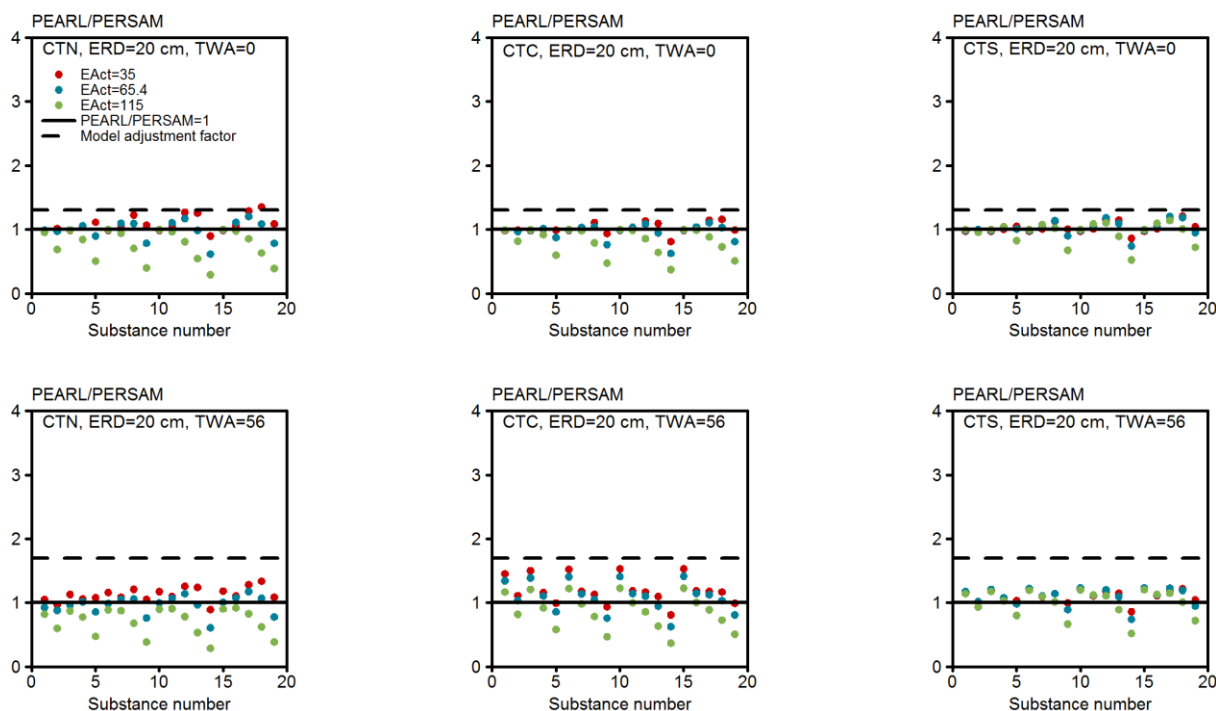 PEARL/PERSAM
4
CTN, ERD=20 cm, TWA=0
EAct=35
3
EAct=65.4
EAct=115
PEARL/PERSAM=1
Model adjustment factor
2
1
0
0 5 10 15 20
Substance number
PEARL/PERSAM
4
CTC, ERD=20 cm, TWA=0
3
2
1
0
0 5 10 15 20
Substance number
PEARL/PERSAM
4
CTS, ERD=20 cm, TWA=0
3
2
1
0
0 5 10 15 20
Substance number
PEARL/PERSAM
4
CTN, ERD=20 cm, TWA=56
3
2
1
0
0 5 10 15 20
Substance number
PEARL/PERSAM
4
CTC, ERD=20 cm, TWA=56
3
2
1
0
0 5 10 15 20
Substance number
PEARL/PERSAM
4
CTS, ERD=20 cm, TWA=56
3
2
1
0
0 5 10 15 20
Substance number